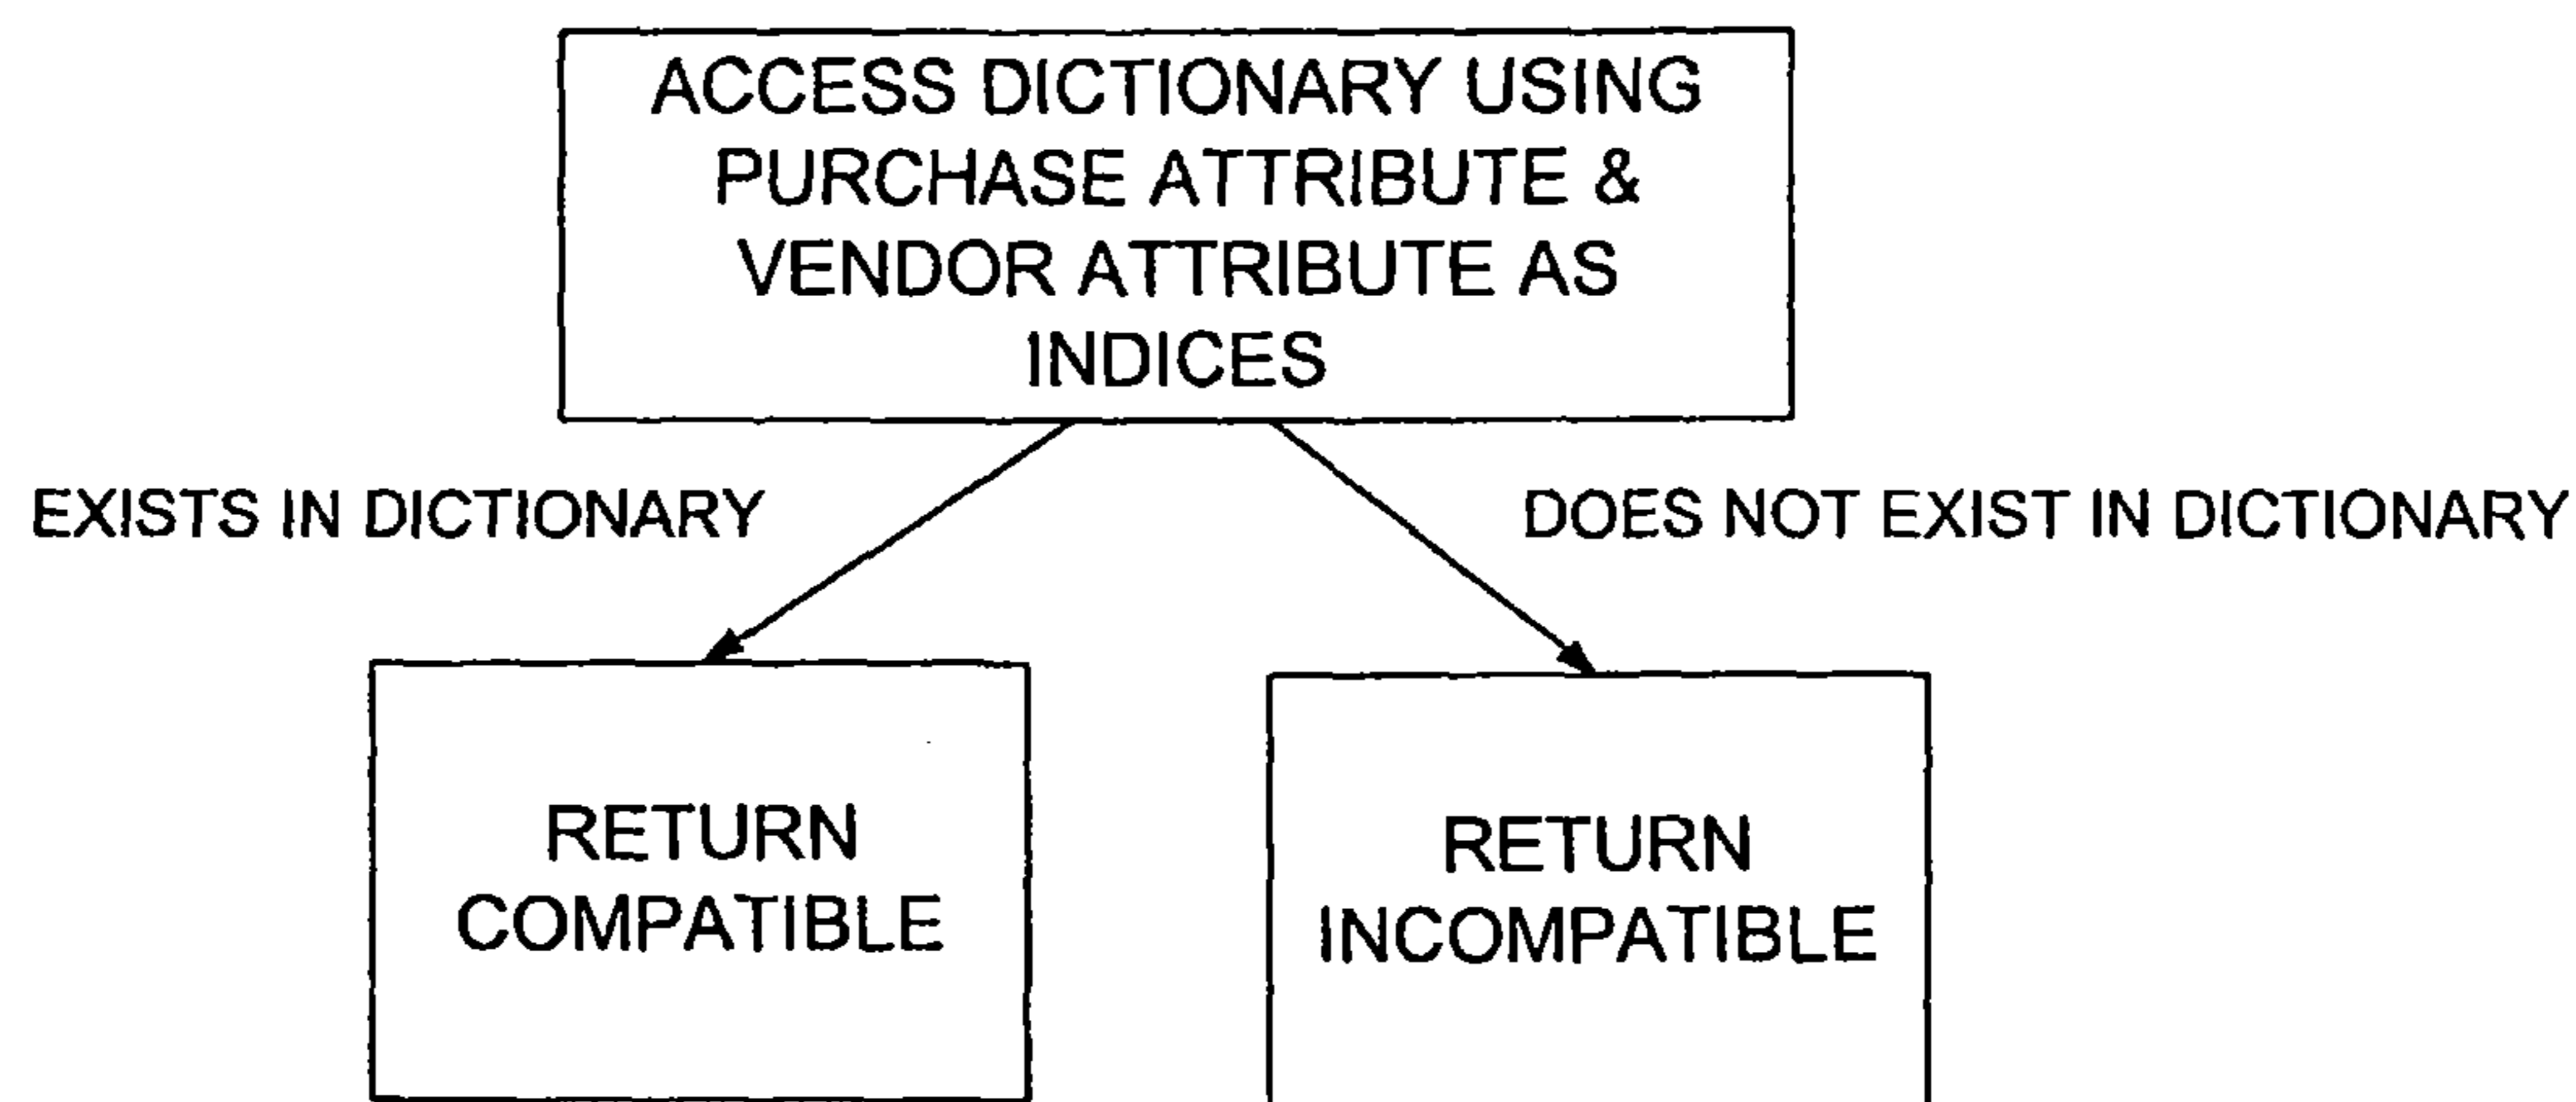 ACCESS DICTIONARY USING
PURCHASE ATTRIBUTE &
VENDOR ATTRIBUTE AS
INDICES
EXISTS IN DICTIONARY
DOES NOT EXIST IN DICTIONARY
RETURN
COMPATIBLE
RETURN
INCOMPATIBLE